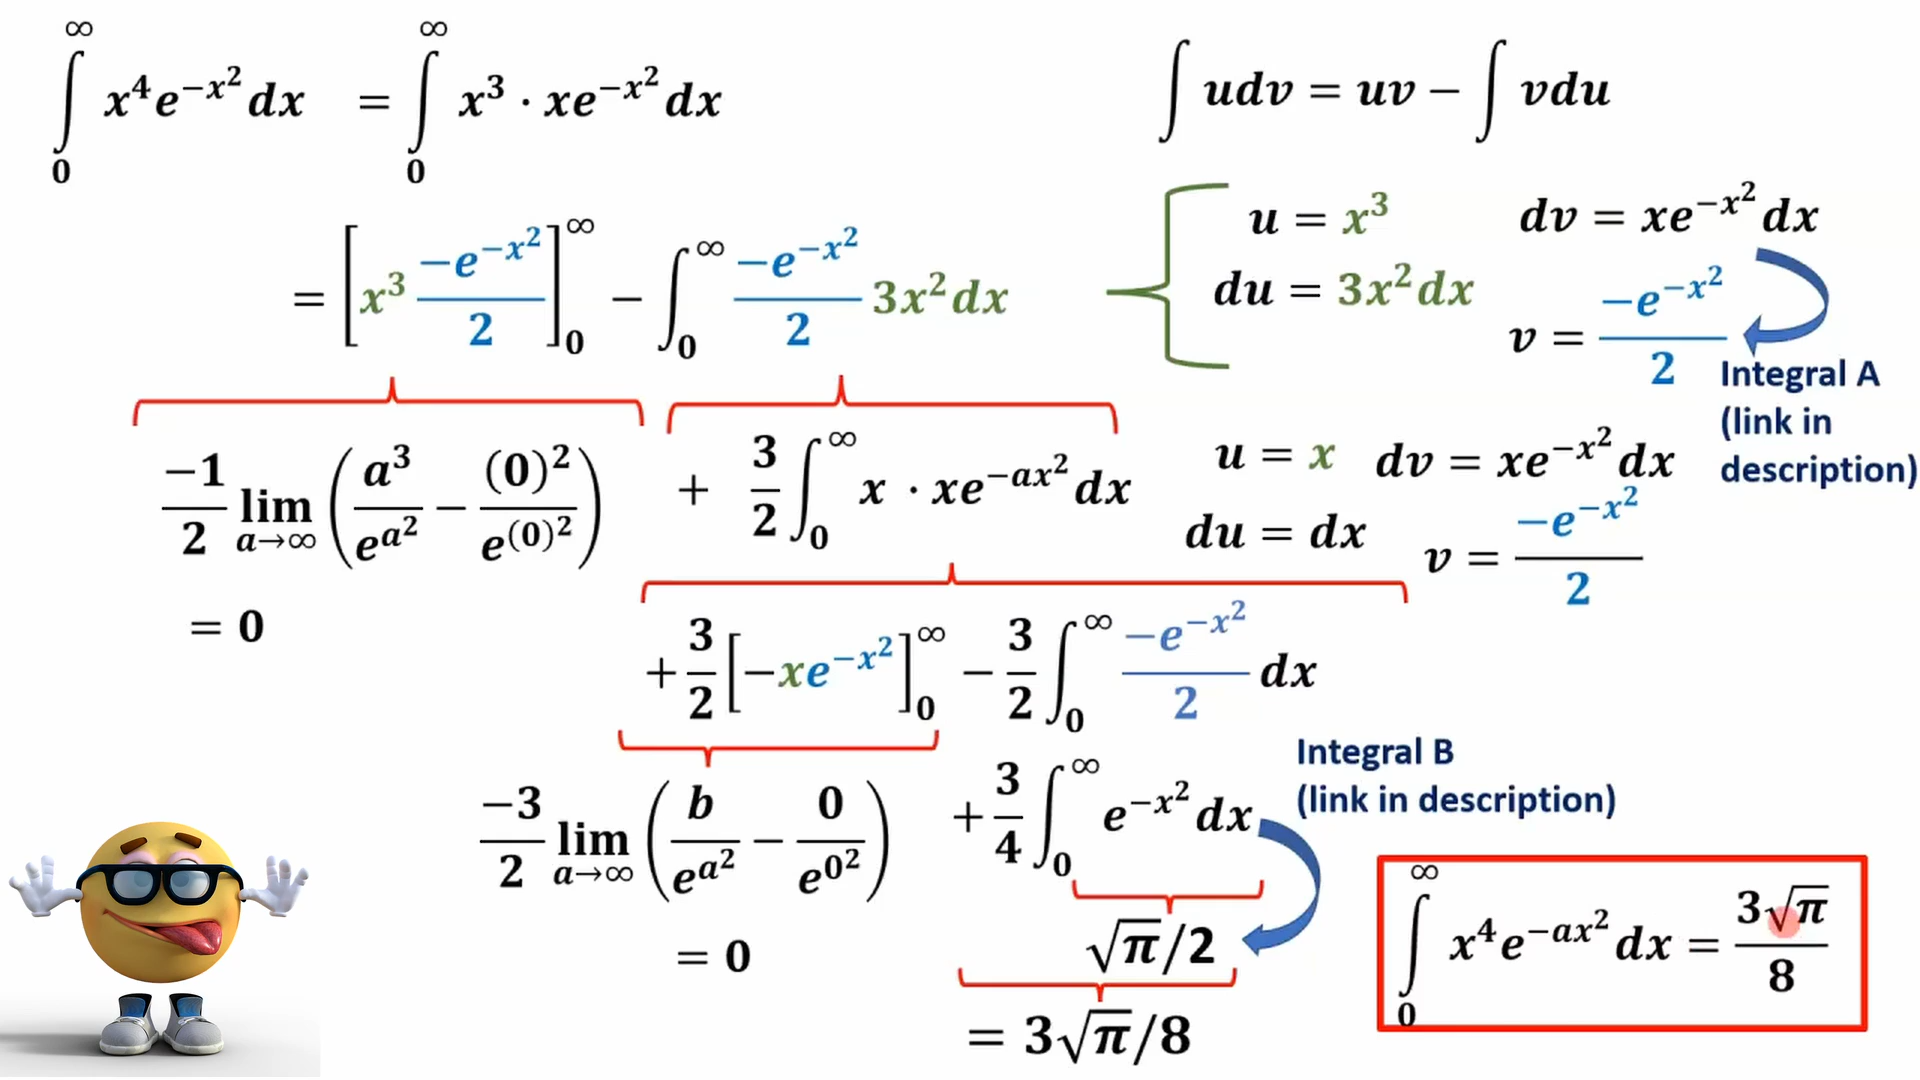 ∫₀^∞ x⁴e^{−x²}dx = ∫₀^∞ x³ · xe^{−x²}dx
∫udv = uv − ∫vdu
= [x³ (−e^{−x²})/2]₀^∞ − ∫₀^∞ (−e^{−x²})/2 3x²dx
u = x³ dv = xe^{−x²}dx
du = 3x²dx v = (−e^{−x²})/2
Integral A
(link in
description)
−1/2 lim_{a→∞} (a³/e^{a²} − (0)²/e^{(0)²}) + 3/2 ∫₀^∞ x · xe^{−ax²}dx
u = x dv = xe^{−x²}dx
du = dx v = (−e^{−x²})/2
= 0
+ 3/2 [−xe^{−x²}]₀^∞ − 3/2 ∫₀^∞ (−e^{−x²})/2 dx
Integral B
(link in description)
−3/2 lim_{a→∞} (b/e^{a²} − 0/e^{0²}) + 3/4 ∫₀^∞ e^{−x²}dx
= 0
√π/2
= 3√π/8
∫₀^∞ x⁴e^{−ax²}dx = 3√π/8